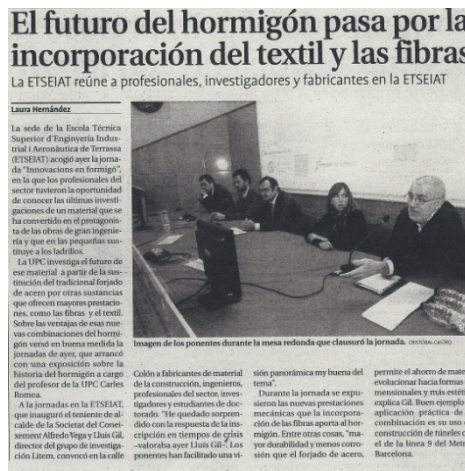 El futuro del hormigón pasa por la
incorporación del textil y las fibras
La ETSEIAT reúne a profesionales, investigadores y fabricantes en la ETSEIAT
Laura Hernández
La sede de la Escola Tècnica
Superior d'Enginyeria Indus-
trial i Aeronàutica de Terrassa
(ETSEIAT) acogió ayer la jorna-
da "Innovacions en formigó",
en la que los profesionales del
sector tuvieron la oportunidad
de conocer las últimas investi-
gaciones de un material que se
ha convertido en el protagonis-
ta de las obras de gran ingenie-
ría y que en las pequeñas sus-
tituye a los ladrillos.
La UPC investiga el futuro de
ese material a partir de la sus-
titución del tradicional forjado
de acero por otras sustancias
que ofrecen mayores prestacio-
nes, como las fibras y el textil.
Sobre las ventajas de esas nue-
vas combinaciones del hormi-
gón versó en buena medida la
jornadas de ayer, que arrancó
con una exposición sobre la
historia del hormigón a cargo
del profesor de la UPC Carles
Romea.
A la jornadas en la ETSEIAT,
que inauguró el teniente de al-
calde de la Societat del Conei-
xement Alfredo Vega y Lluís Gil,
director del grupo de investiga-
ción Litem, convocó en la calle
Imagen de los ponentes durante la mesa redonda que clausuró la jornada. CRISTÓBAL CASTRO
Colón a fabricantes de material
de la construcción, ingenieros,
profesionales del sector, inves-
tigadores y estudiantes de doc-
torado. "He quedado sorpren-
dido con la respuesta de la ins-
cripción en tiempos de crisis
–valoraba ayer Lluís Gil–. Los
ponentes han facilitado una vi-
sión panorámica my buena del
tema".
Durante la jornada se expu-
sieron las nuevas prestaciones
mecánicas que la incorpora-
ción de las fibras aporta al hor-
migón. Entre otras cosas, "ma-
yor durabilidad y menos corro-
sión que el forjado de acero,
permite el ahorro de mate
evolucionar hacia formas
mensionales y más estéti
explica Gil. Buen ejemplo
aplicación práctica de
combinación es su uso
construcción de túneles c
el de la línea 9 del Metr
Barcelona.